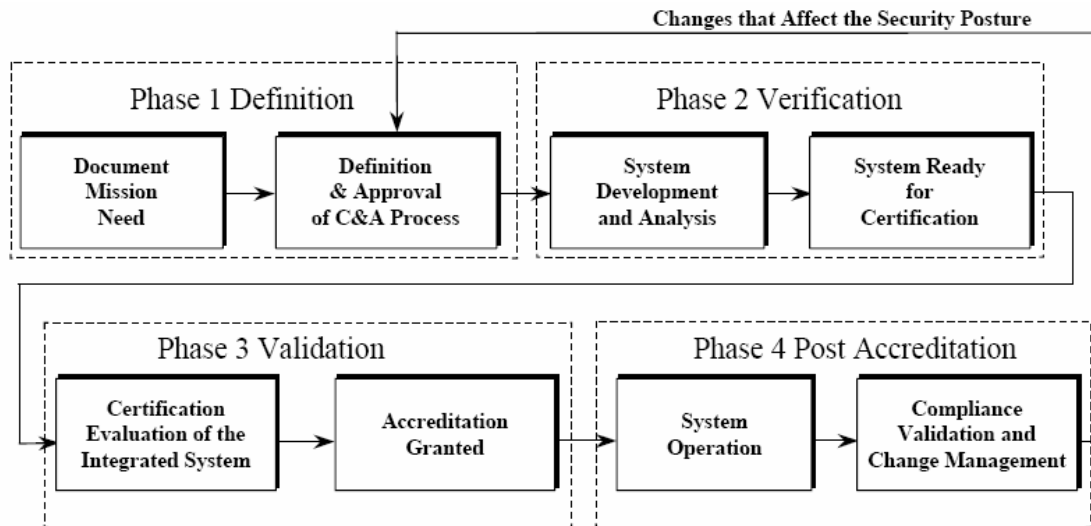 Changes that Affect the Security Posture
Phase 1 Definition
Document
Mission
Need
Definition
& Approval
of C&A Process
Phase 2 Verification
System
Development
and Analysis
System Ready
for
Certification
Phase 3 Validation
Certification
Evaluation of the
Integrated System
Accreditation
Granted
Phase 4 Post Accreditation
System
Operation
Compliance
Validation and
Change Management